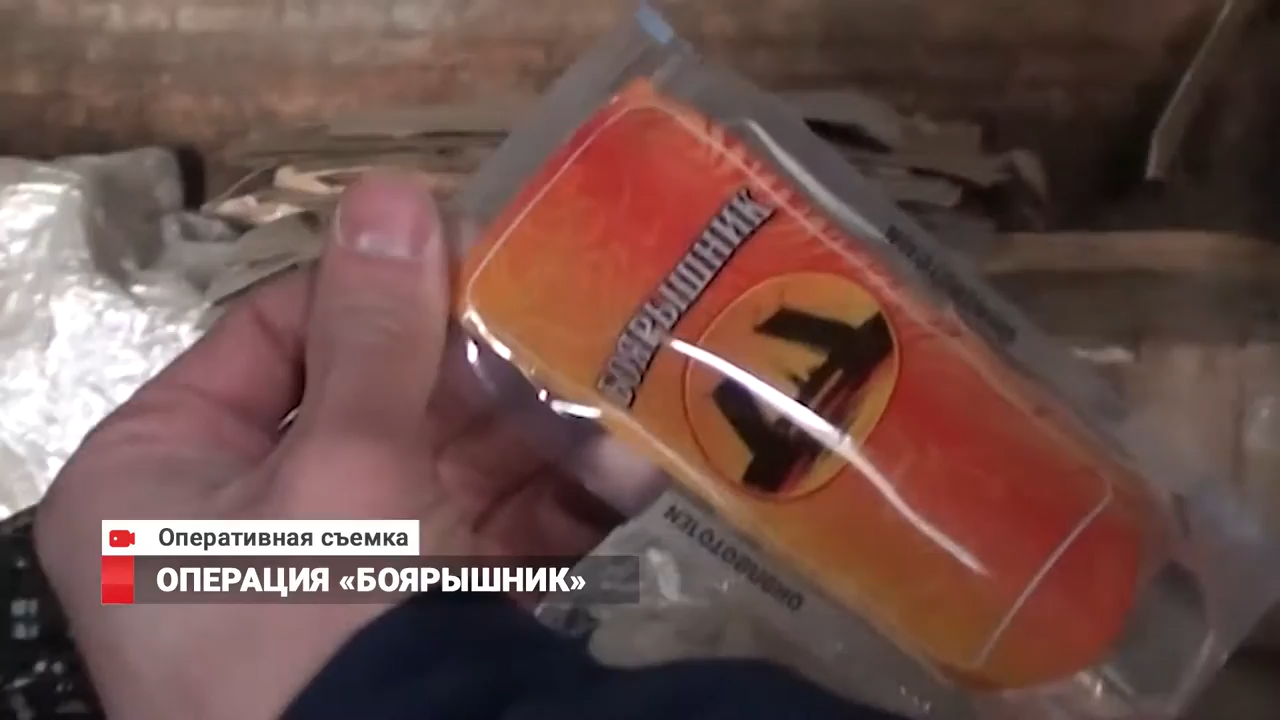 БОЯРЫШНИК
Оперативная съемка
ОПЕРАЦИЯ «БОЯРЫШНИК»